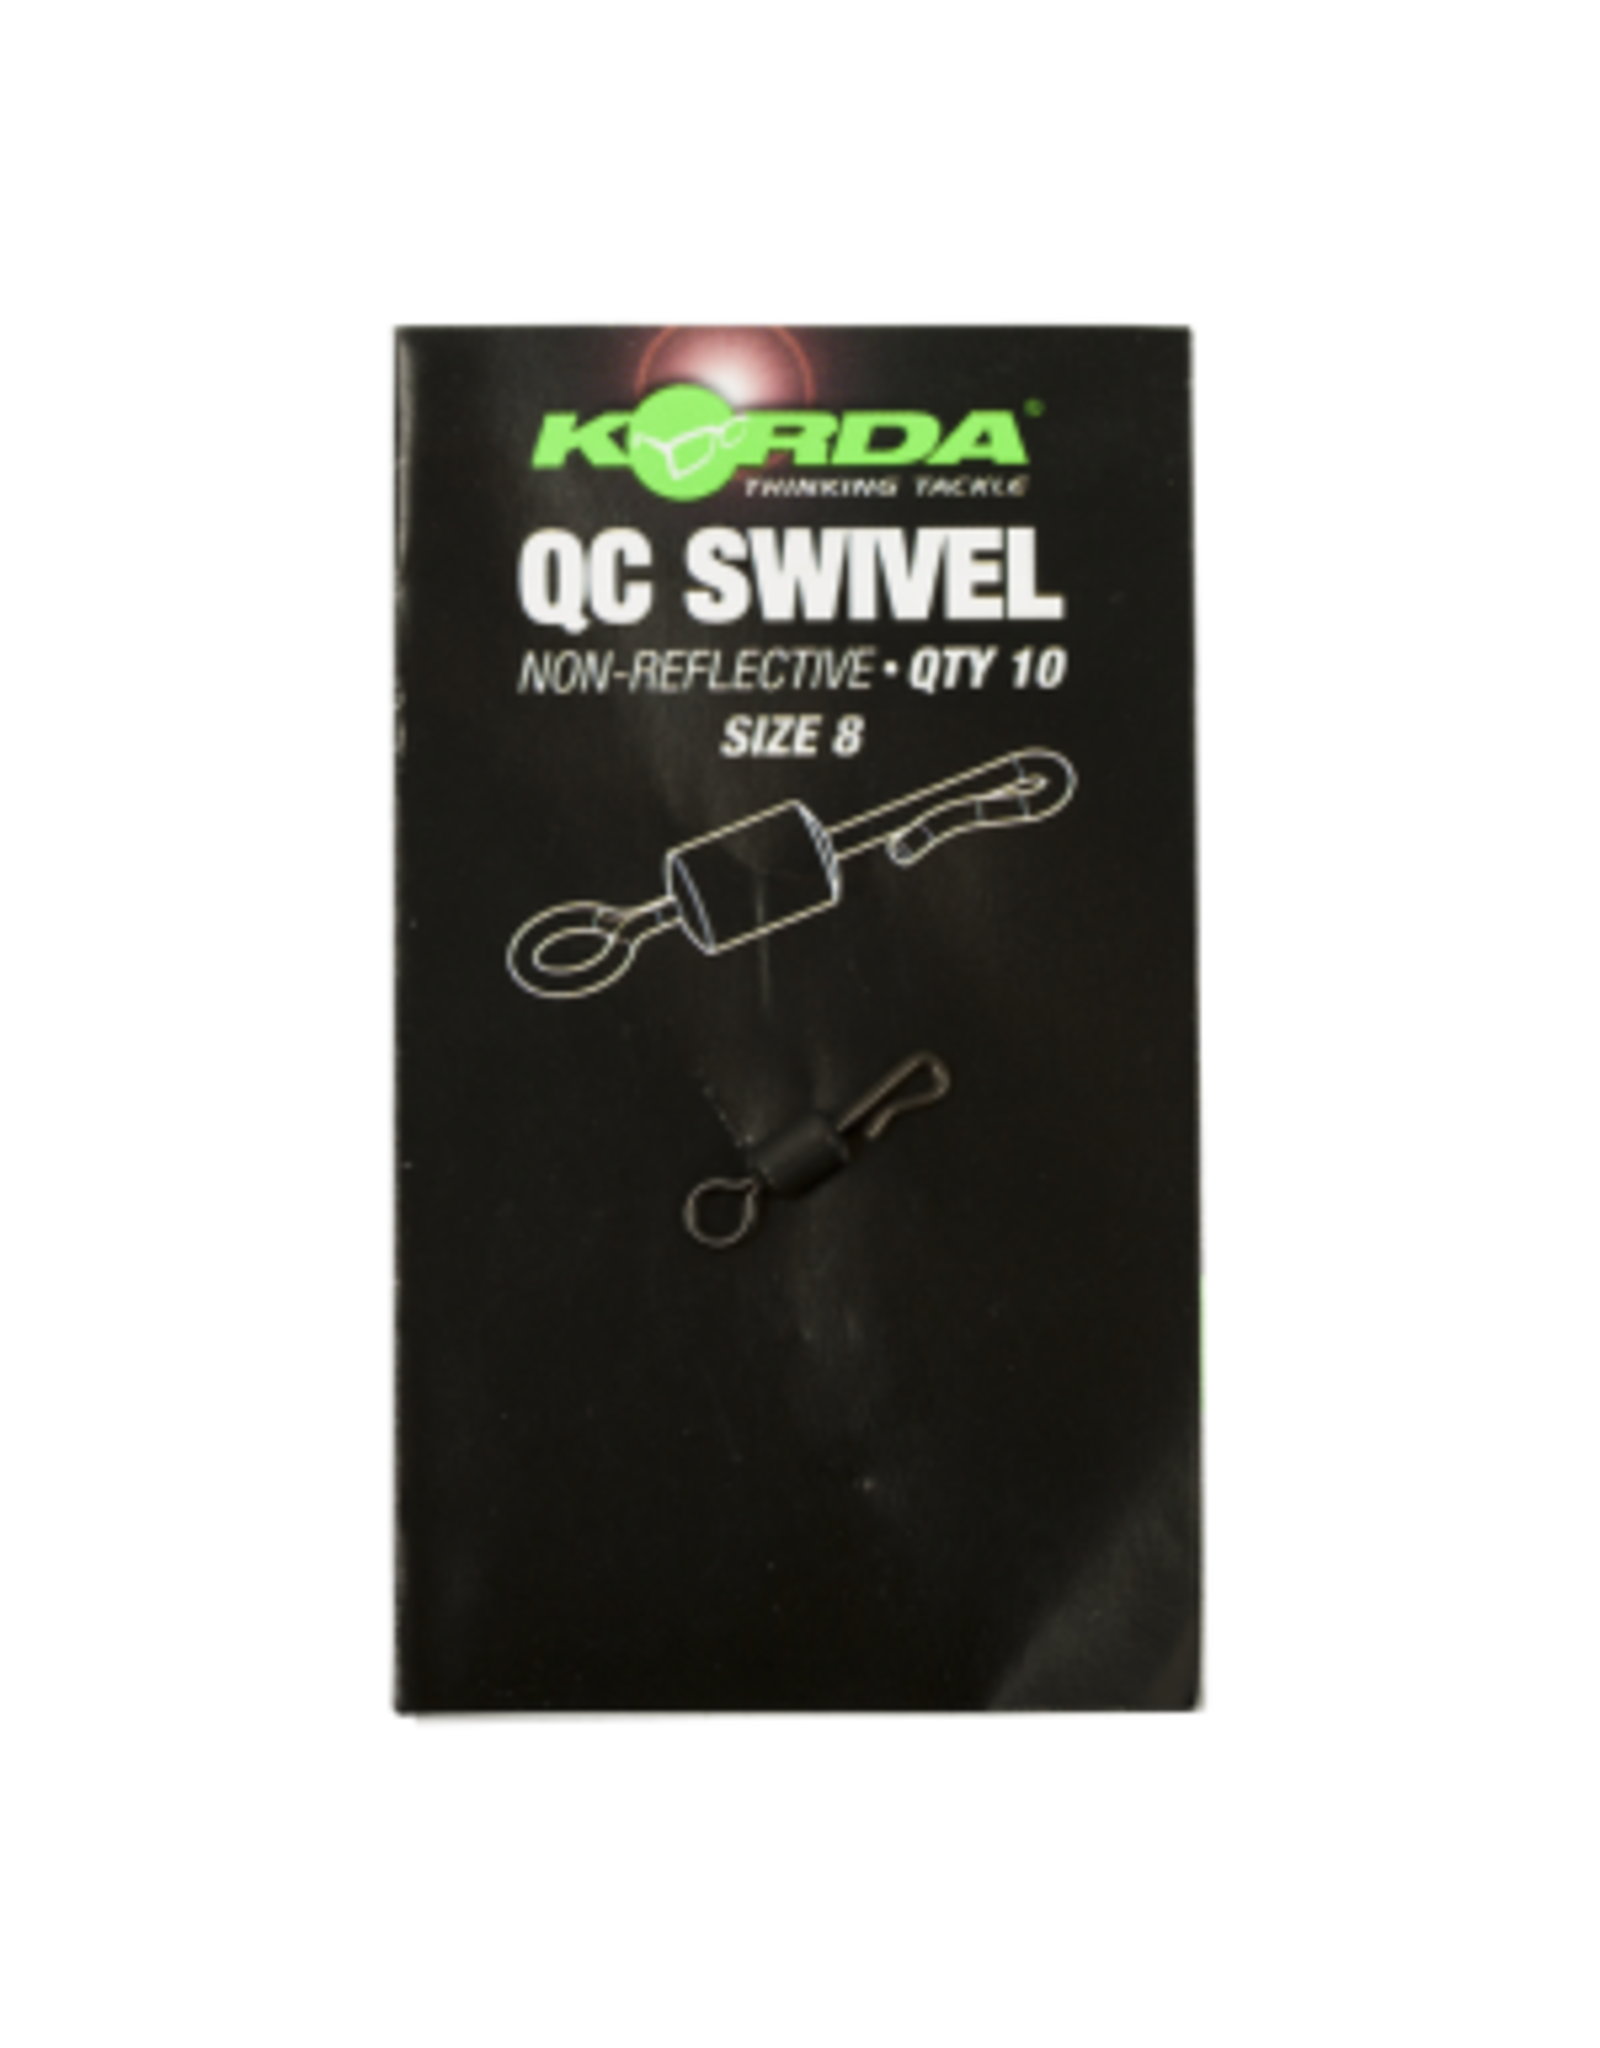 KORDA®
THINKING TACKLE
QC SWIVEL
NON-REFLECTIVE • QTY 10
SIZE 8